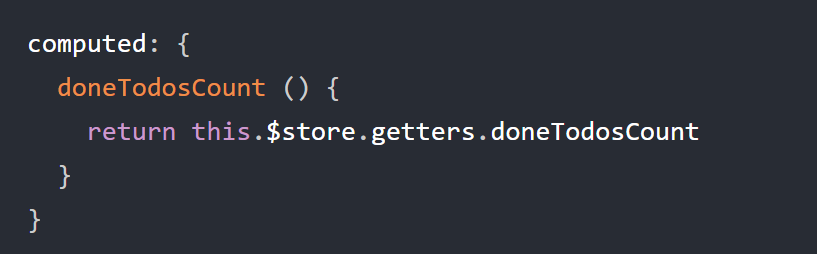 computed: {
  doneTodosCount () {
    return this.$store.getters.doneTodosCount
  }
}